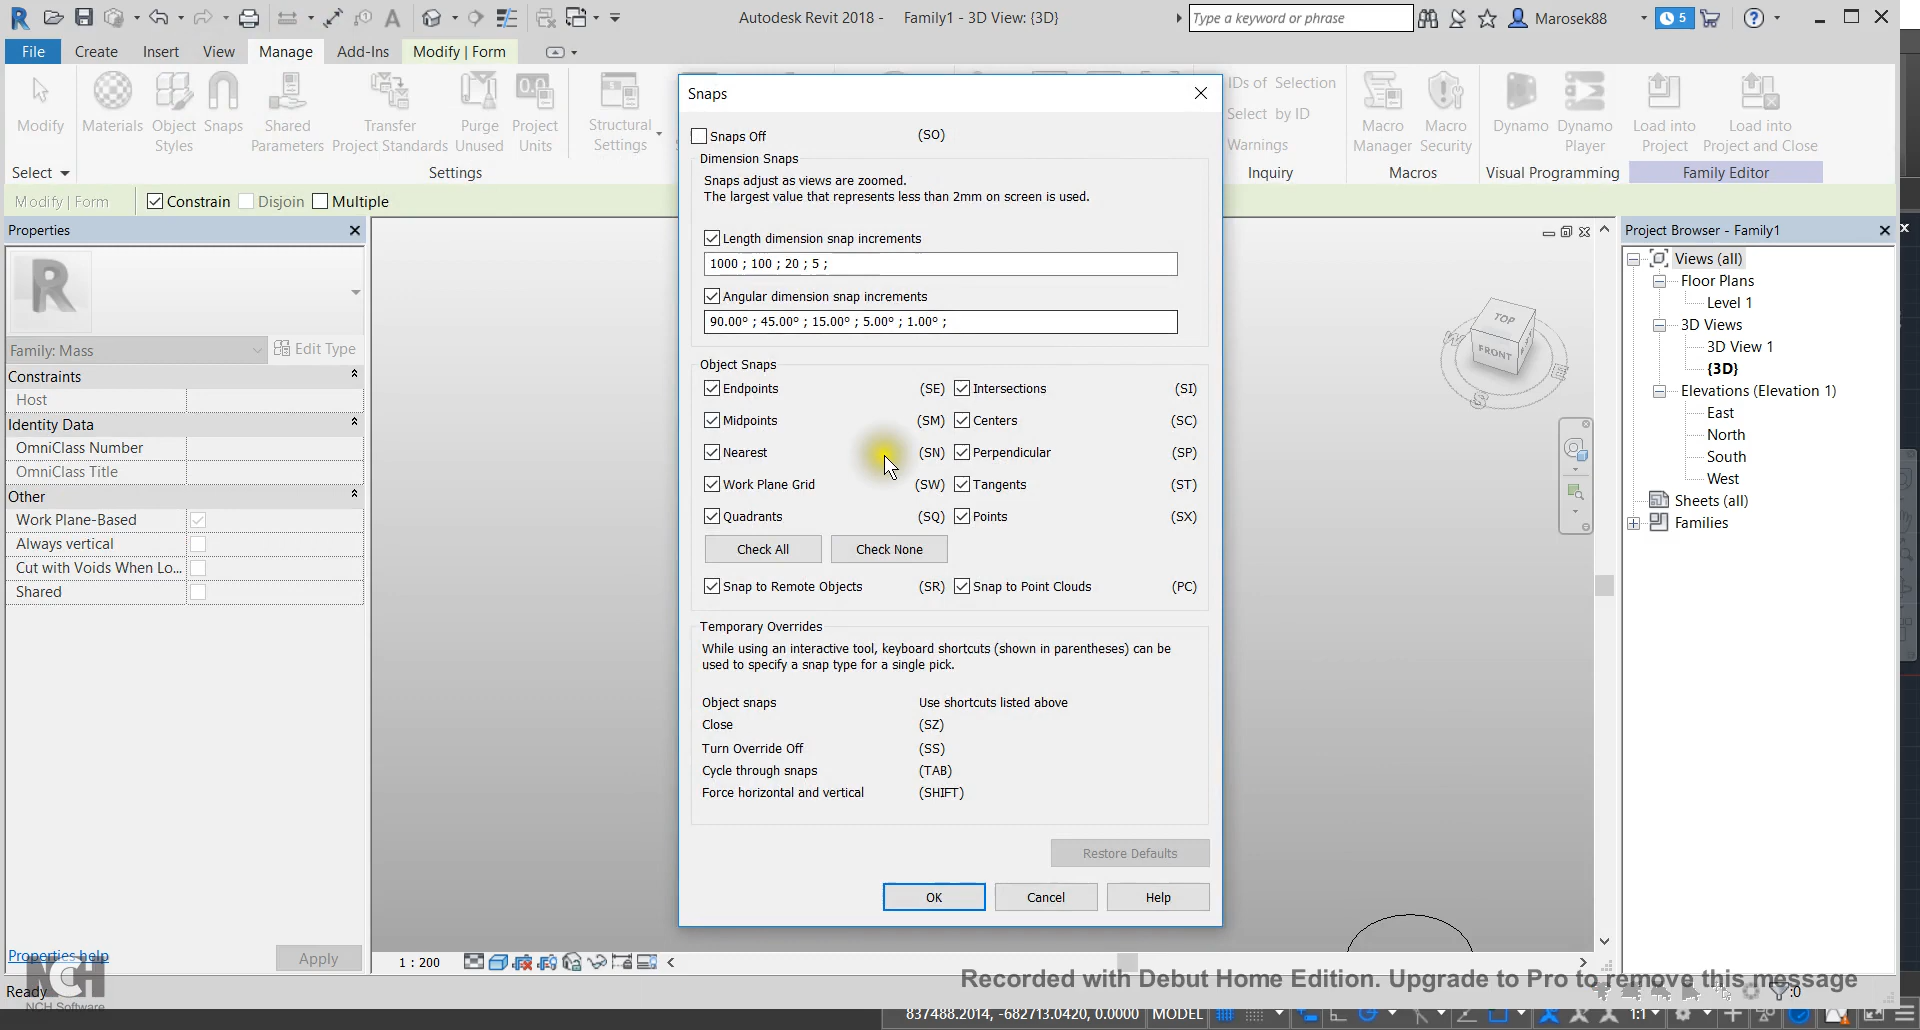 Autodesk Revit 2018 - Family1 - 3D View: {3D}
Type a keyword or phrase
Marosek88
5
File Create Insert View Manage Add-Ins Modify | Form
Modify
Materials
Object Styles
Snaps
Shared Parameters
Transfer Project Standards
Purge Unused
Project Units
Structural Settings
IDs of Selection
Select by ID
Warnings
Macro Manager
Macro Security
Dynamo
Dynamo Player
Load into Project
Load into Project and Close
Select
Settings
Inquiry
Macros
Visual Programming
Family Editor
Modify | Form
Constrain Disjoin Multiple
Properties
R
Family: Mass
Edit Type
Constraints
Host
Identity Data
OmniClass Number
OmniClass Title
Other
Work Plane-Based
Always vertical
Cut with Voids When Lo...
Shared
Properties help
Apply
Snaps
Snaps Off (SO)
Dimension Snaps
Snaps adjust as views are zoomed.
The largest value that represents less than 2mm on screen is used.
Length dimension snap increments
1000 ; 100 ; 20 ; 5 ;
Angular dimension snap increments
90.00° ; 45.00° ; 15.00° ; 5.00° ; 1.00° ;
Object Snaps
Endpoints (SE) Intersections (SI)
Midpoints (SM) Centers (SC)
Nearest (SN) Perpendicular (SP)
Work Plane Grid (SW) Tangents (ST)
Quadrants (SQ) Points (SX)
Check All Check None
Snap to Remote Objects (SR) Snap to Point Clouds (PC)
Temporary Overrides
While using an interactive tool, keyboard shortcuts (shown in parentheses) can be
used to specify a snap type for a single pick.
Object snaps Use shortcuts listed above
Close (SZ)
Turn Override Off (SS)
Cycle through snaps (TAB)
Force horizontal and vertical (SHIFT)
Restore Defaults
OK Cancel Help
TOP
FRONT
W
S
Project Browser - Family1
Views (all)
Floor Plans
Level 1
3D Views
3D View 1
{3D}
Elevations (Elevation 1)
East
North
South
West
Sheets (all)
Families
1 : 200
Recorded with Debut Home Edition. Upgrade to Pro to remove this message
Ready
NCH
NCH Software
:0
837488.2014, -682713.0420, 0.0000 MODEL
1:1